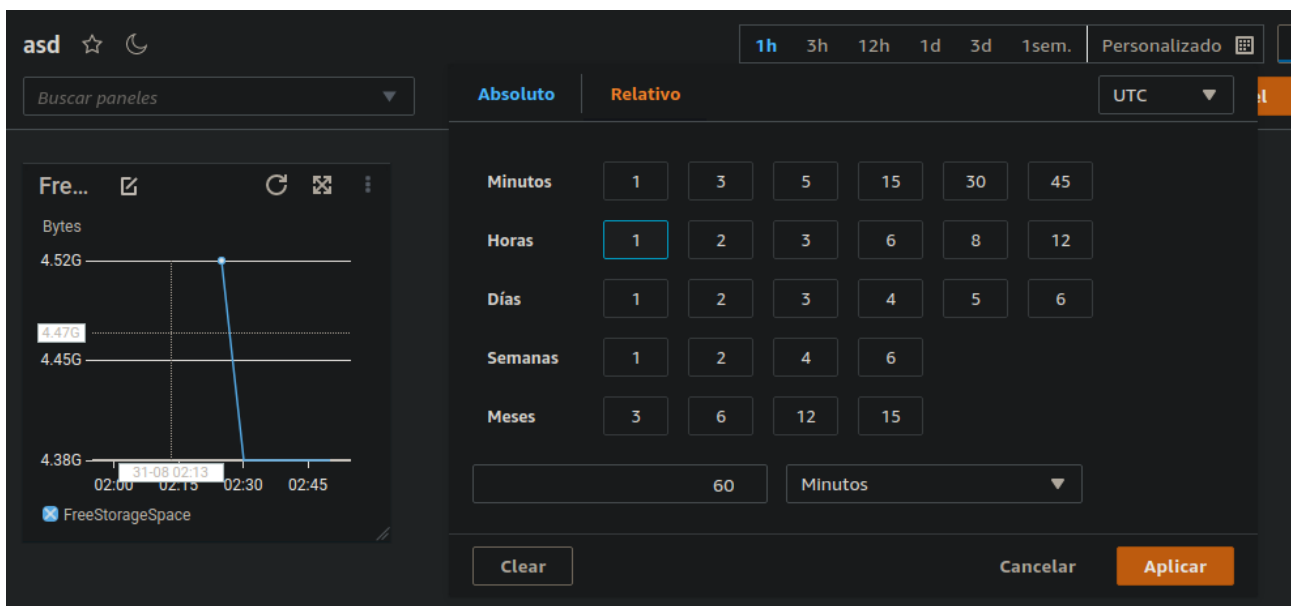 asd
1h 3h 12h 1d 3d 1sem. Personalizado
Buscar paneles
Absoluto Relativo UTC
el
Fre...
Bytes
4.52G
4.47G
4.45G
4.38G
31-08 02:13
02:00 02:15 02:30 02:45
FreeStorageSpace
Minutos 1 3 5 15 30 45
Horas 1 2 3 6 8 12
Días 1 2 3 4 5 6
Semanas 1 2 4 6
Meses 3 6 12 15
60 Minutos
Clear Cancelar Aplicar